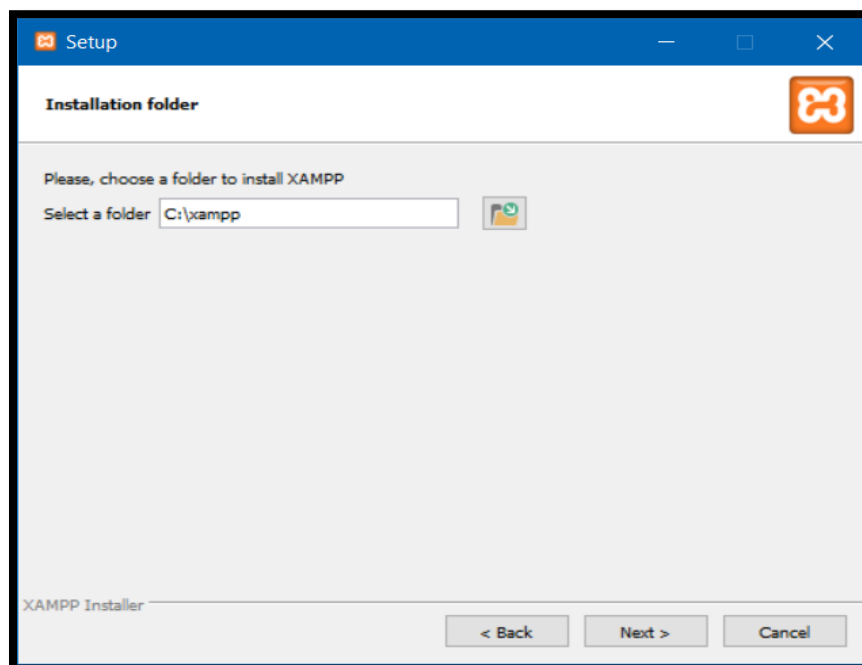 Setup
Installation folder
Please, choose a folder to install XAMPP
Select a folder C:\xampp
XAMPP Installer
< Back Next > Cancel